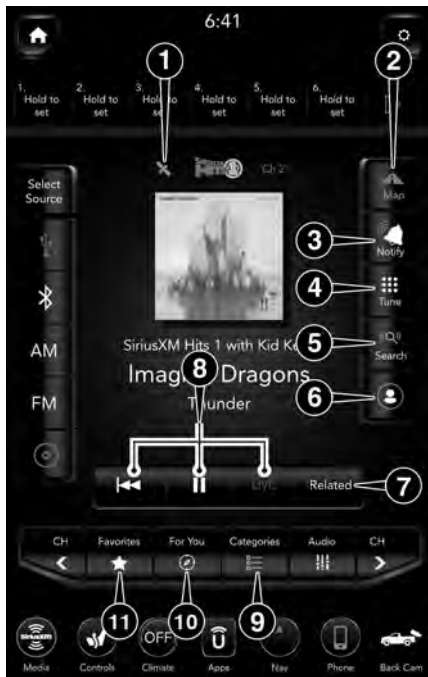 6:41
1. 2. 3. 4. 5. 6.
Hold to set Hold to set Hold to set Hold to set Hold to set Hold to set
1 2
Select Source
Ch 2
Map
3
Notify
4
Tune
AM
SiriusXM Hits 1 with Kid Ke
5
Search
Imag Dragons
8
FM
Thunder
6
LIVE
Related
7
CH Favorites For You Categories Audio CH
11 10 9
SiriusXM
OFF
Media Controls Climate Apps Nav Phone Back Cam